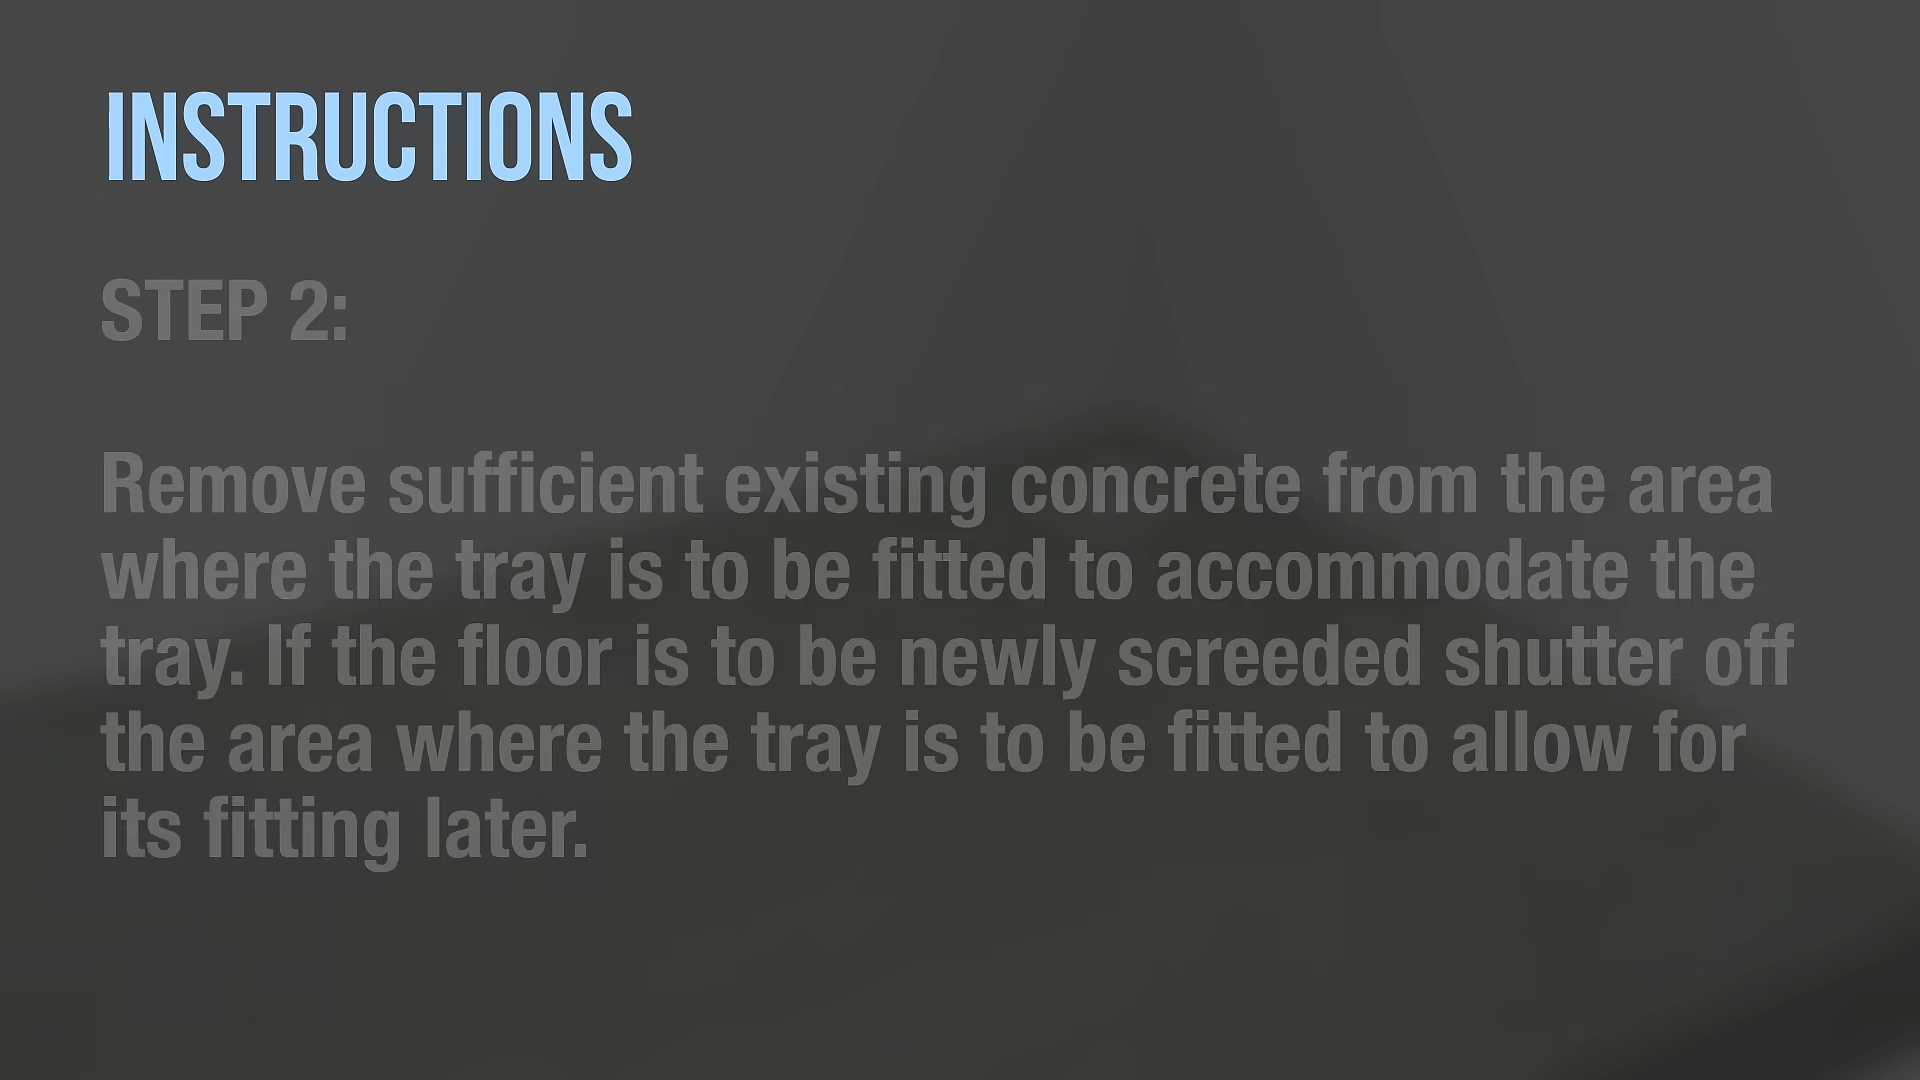 INSTRUCTIONS
STEP 2:
Remove sufficient existing concrete from the area
where the tray is to be fitted to accommodate the
tray. If the floor is to be newly screeded shutter off
the area where the tray is to be fitted to allow for
its fitting later.